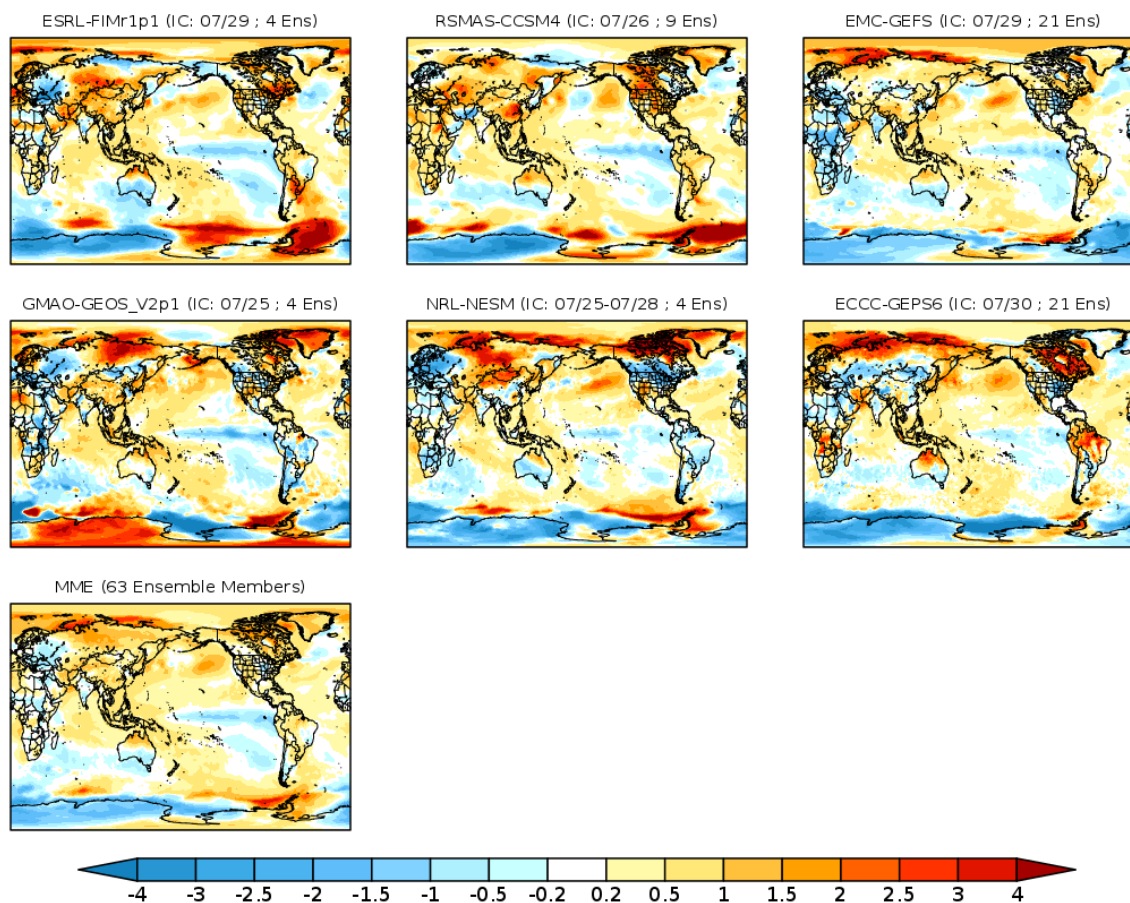 ESRL-FIMr1p1 (IC: 07/29 ; 4 Ens)
RSMAS-CCSM4 (IC: 07/26 ; 9 Ens)
EMC-GEFS (IC: 07/29 ; 21 Ens)
GMAO-GEOS_V2p1 (IC: 07/25 ; 4 Ens)
NRL-NESM (IC: 07/25-07/28 ; 4 Ens)
ECCC-GEPS6 (IC: 07/30 ; 21 Ens)
MME (63 Ensemble Members)
-4 -3 -2 -1.5 -1 -0.5 -0.2 0.2 0.5 1 1.5 2 2.5 3 4